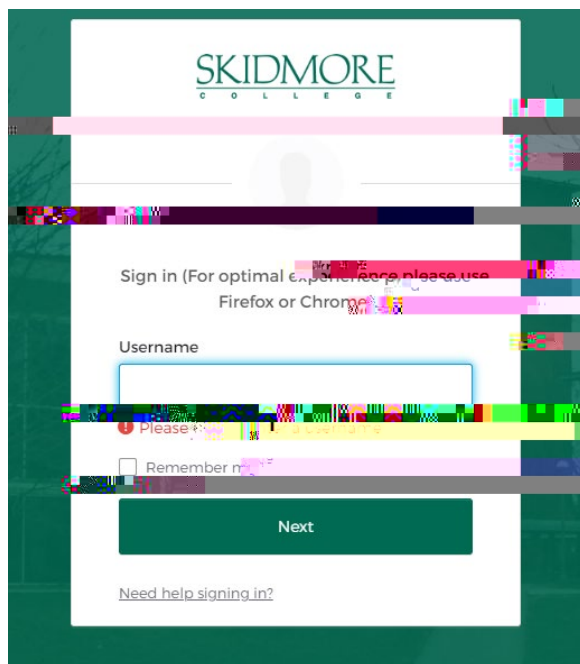 SKIDMORE
COLLEGE
Sign in (For optimal experience please use
Firefox or Chrome
Username
Please
Remember
Next
Need help signing in?